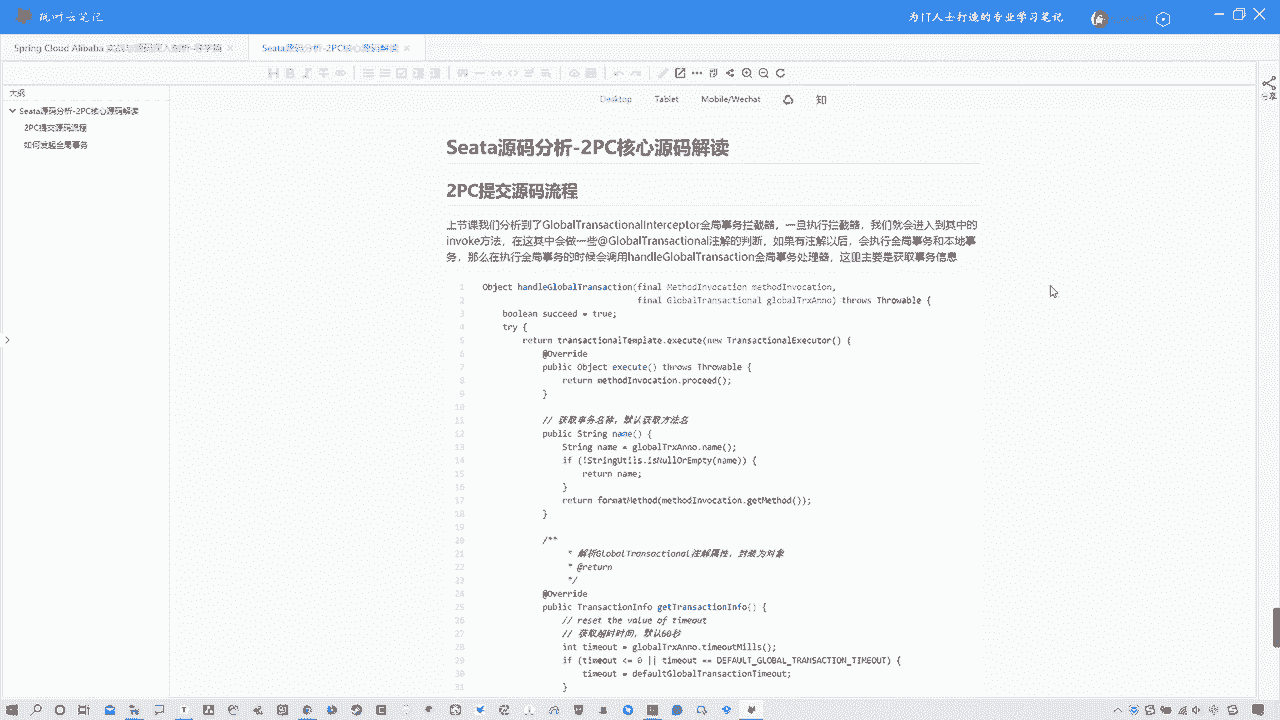 枫叶云笔记
为IT人士打造的专业学习笔记
Spring Cloud Alibaba
Seata源码分析-2PC核心源码解读
大纲
Seata源码分析-2PC核心源码解读
2PC提交源码流程
如何发起全局事务
Desktop Tablet Mobile/Wechat 知
分享
Seata源码分析-2PC核心源码解读
2PC提交源码流程
上节课我们分析到了GlobalTransactionalInterceptor全局事务拦截器，一旦执行拦截器，我们就会进入到其中的
invoke方法，在这其中会做一些@GlobalTransactional注解的判断，如果有注解以后，会执行全局事务和本地事
务，那么在执行全局事务的时候会调用handleGlobalTransaction全局事务处理器，这里主要是获取事务信息
1 Object handleGlobalTransaction(final MethodInvocation methodInvocation,
2 final GlobalTransactional globalTrxAnno) throws Throwable {
3 boolean succeed = true;
4 try {
5 return transactionalTemplate.execute(new TransactionalExecutor() {
6 @Override
7 public Object execute() throws Throwable {
8 return methodInvocation.proceed();
9 }
10
11 // 获取事务名称，默认获取方法名
12 public String name() {
13 String name = globalTrxAnno.name();
14 if (!StringUtils.isNullOrEmpty(name)) {
15 return name;
16 }
17 return formatMethod(methodInvocation.getMethod());
18 }
19
20 /**
21 * 解析GlobalTransactional注解属性，封装为对象
22 * @return
23 */
24 @Override
25 public TransactionInfo getTransactionInfo() {
26 // reset the value of timeout
27 // 获取超时时间，默认60秒
28 int timeout = globalTrxAnno.timeoutMills();
29 if (timeout <= 0 || timeout == DEFAULT_GLOBAL_TRANSACTION_TIMEOUT) {
30 timeout = defaultGlobalTransactionTimeout;
31 }